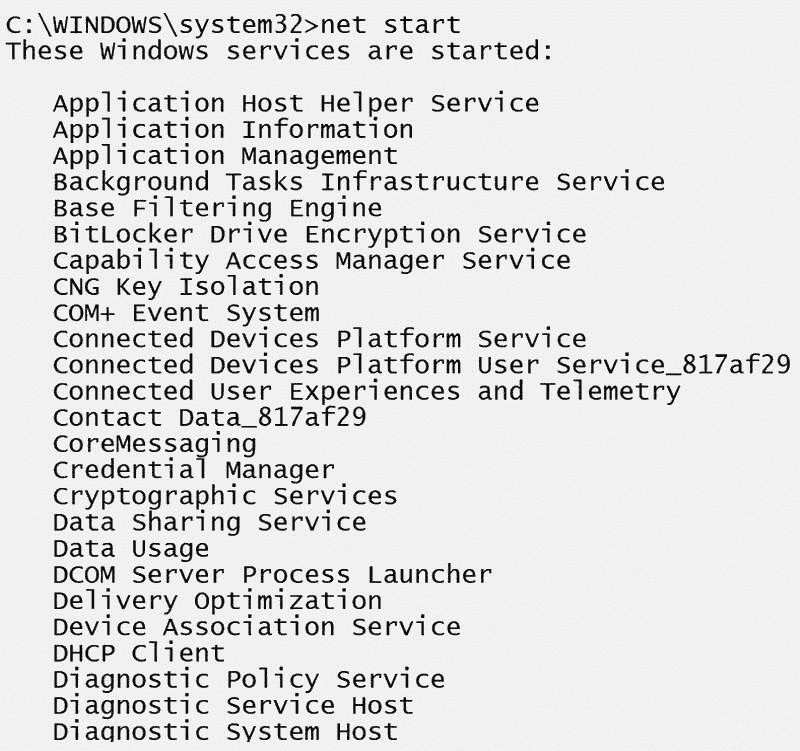 C:\WINDOWS\system32>net start
These Windows services are started:
Application Host Helper Service
Application Information
Application Management
Background Tasks Infrastructure Service
Base Filtering Engine
BitLocker Drive Encryption Service
Capability Access Manager Service
CNG Key Isolation
COM+ Event System
Connected Devices Platform Service
Connected Devices Platform User Service_817af29
Connected User Experiences and Telemetry
Contact Data_817af29
CoreMessaging
Credential Manager
Cryptographic Services
Data Sharing Service
Data Usage
DCOM Server Process Launcher
Delivery Optimization
Device Association Service
DHCP Client
Diagnostic Policy Service
Diagnostic Service Host
Diagnostic System Host